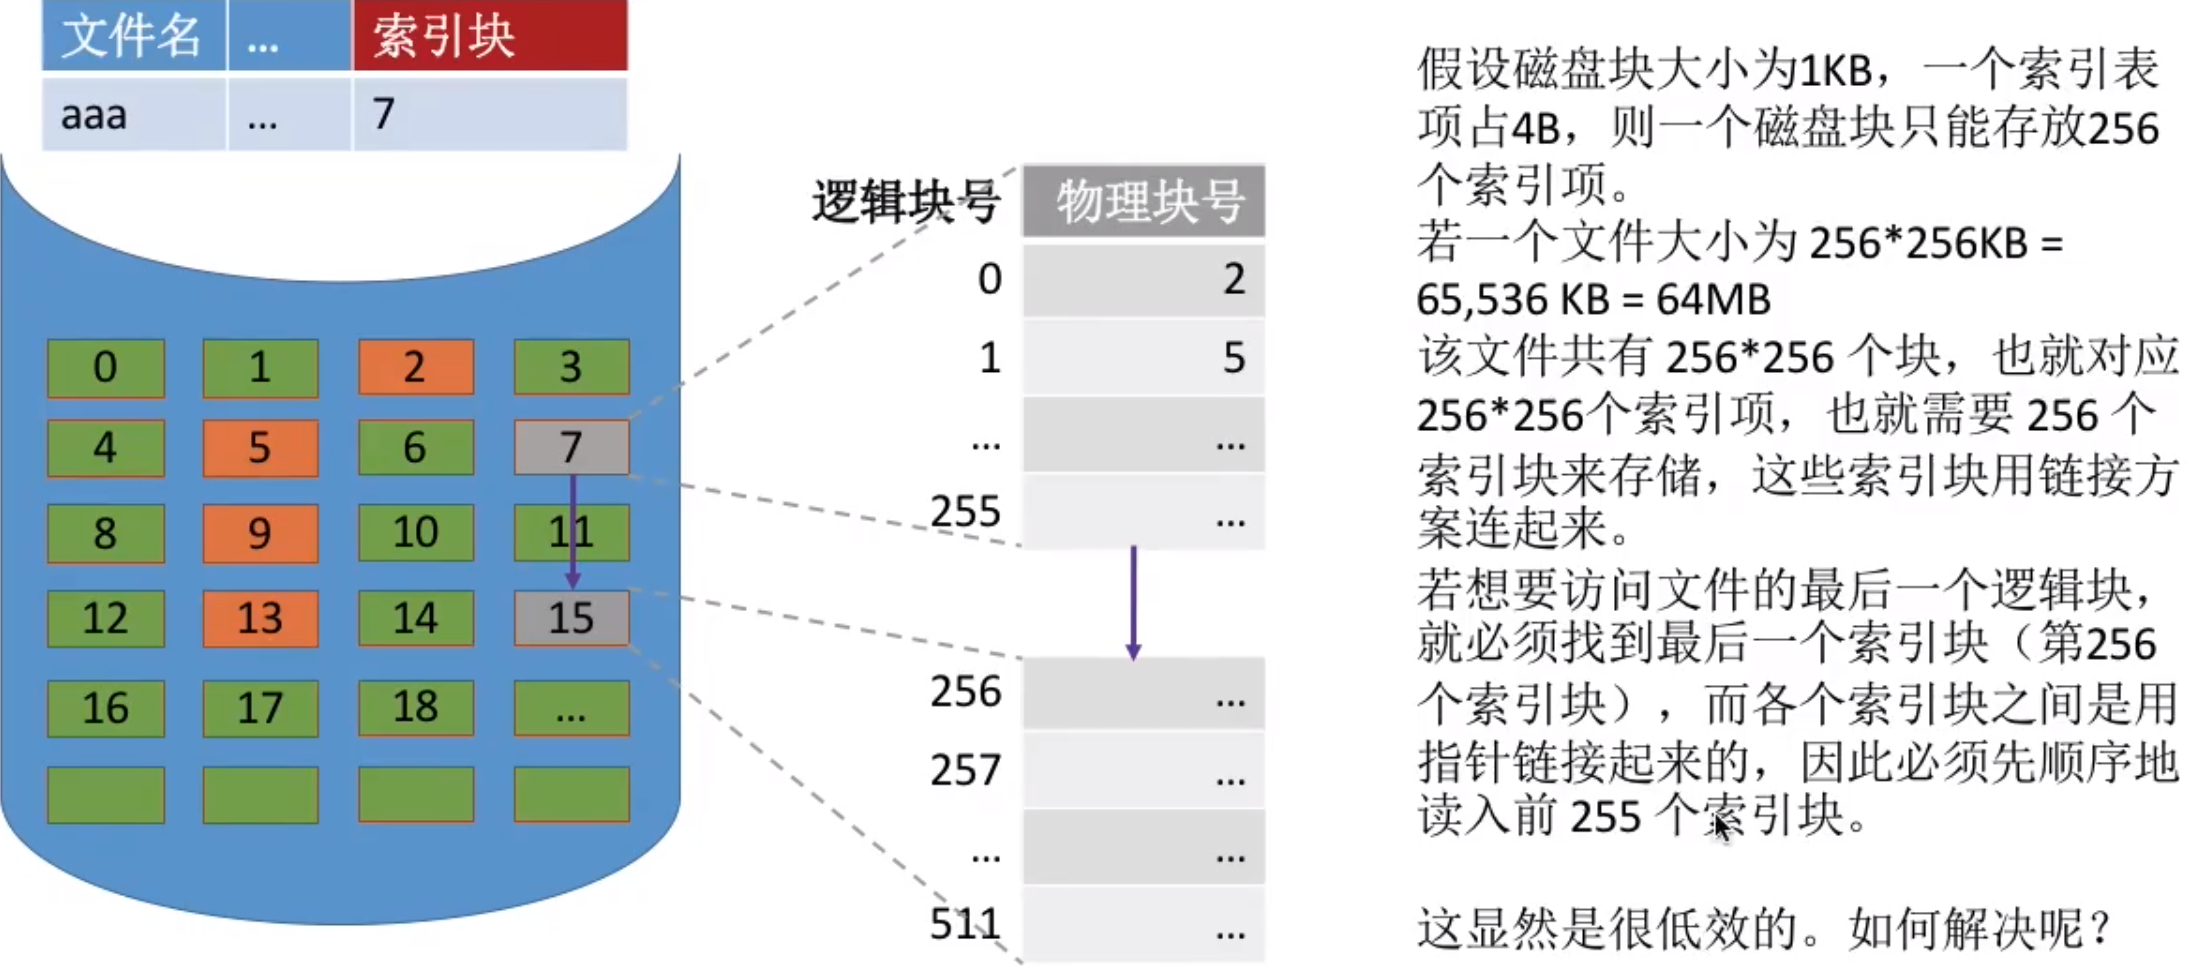 文件名 ... 索引块
aaa ... 7
0 1 2 3
4 5 6 7
8 9 10 11
12 13 14 15
16 17 18 ...
逻辑块号 物理块号
0 2
1 5
... ...
255 ...
256 ...
257 ...
... ...
511 ...
假设磁盘块大小为1KB，一个索引表
项占4B，则一个磁盘块只能存放256
个索引项。
若一个文件大小为 256*256KB =
65,536 KB = 64MB
该文件共有 256*256 个块，也就对应
256*256个索引项，也就需要 256 个
索引块来存储，这些索引块用链接方
案连起来。
若想要访问文件的最后一个逻辑块，
就必须找到最后一个索引块（第256
个索引块），而各个索引块之间是用
指针链接起来的，因此必须先顺序地
读入前 255 个索引块。
这显然是很低效的。如何解决呢？